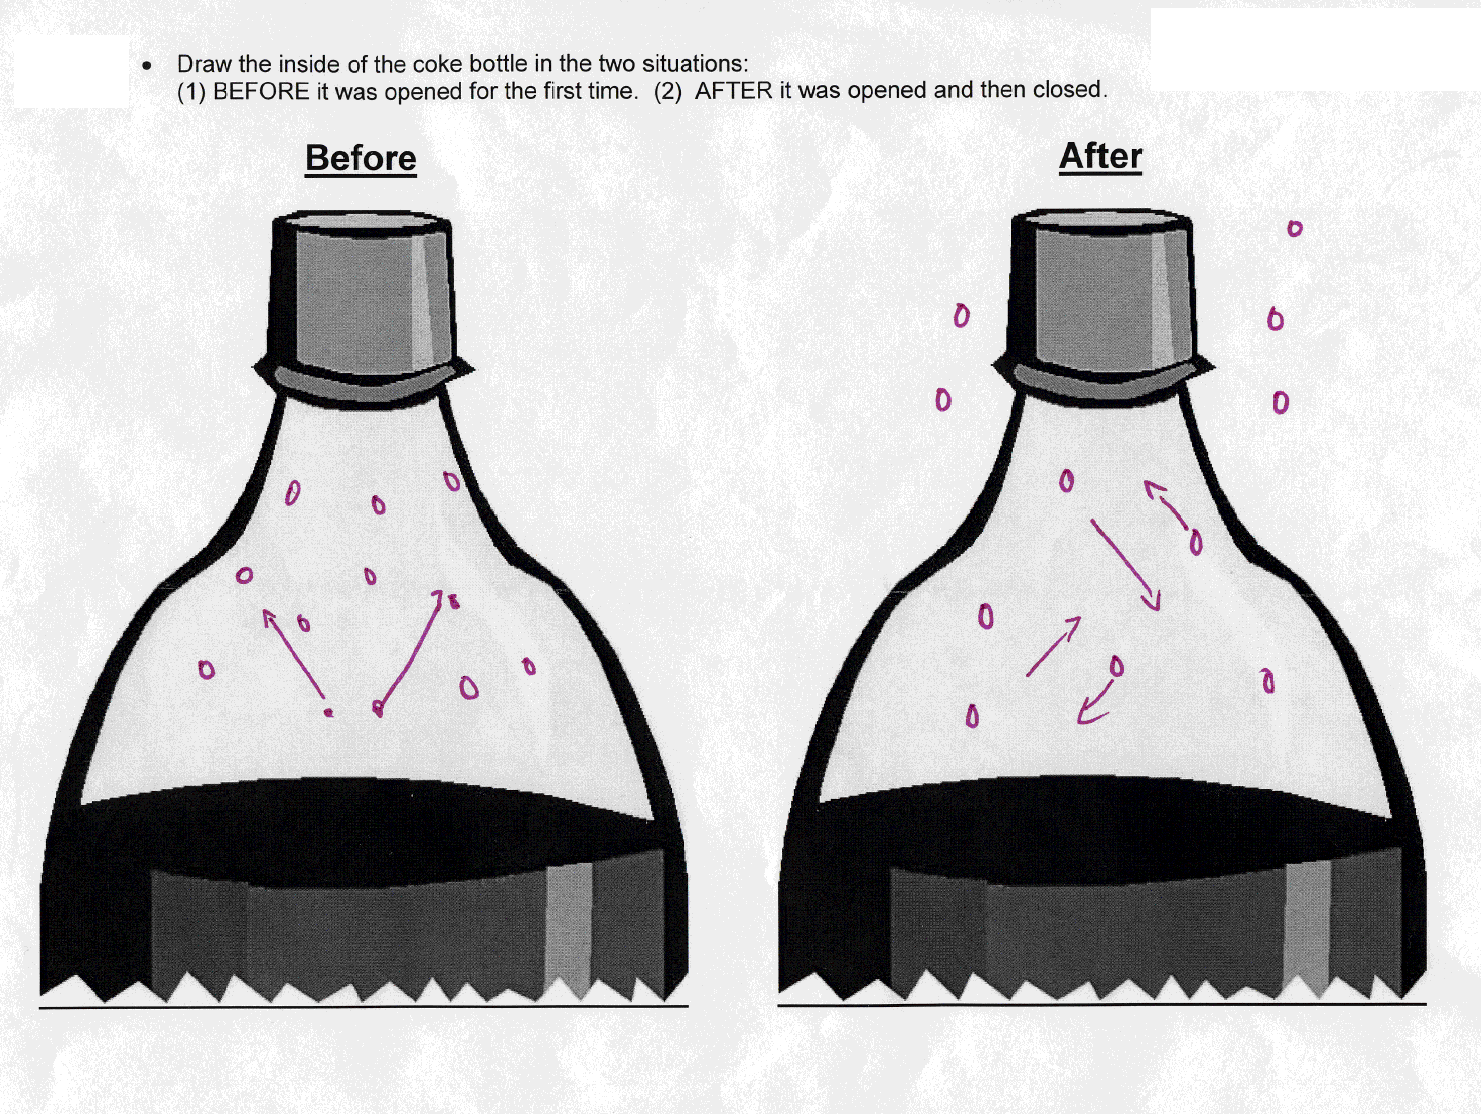 • Draw the inside of the coke bottle in the two situations:
(1) BEFORE it was opened for the first time. (2) AFTER it was opened and then closed.
Before
After